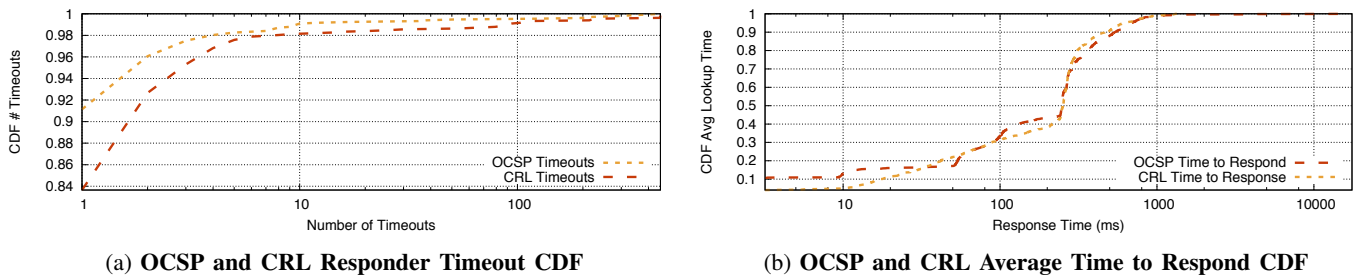 CDF # Timeouts
0.98
0.96
0.94
0.92
0.9
0.88
0.86
0.84
1
10
100
OCSP Timeouts
CRL Timeouts
Number of Timeouts
(a) OCSP and CRL Responder Timeout CDF
CDF Avg Lookup Time
1
0.9
0.8
0.7
0.6
0.5
0.4
0.3
0.2
0.1
10
100
1000
10000
OCSP Time to Respond
CRL Time to Response
Response Time (ms)
(b) OCSP and CRL Average Time to Respond CDF